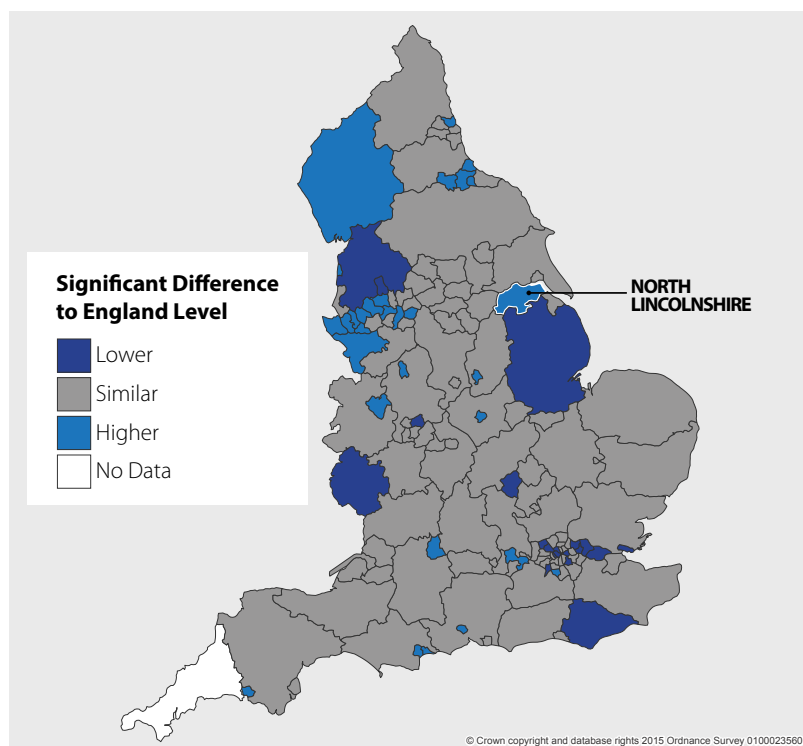 Significant Difference
to England Level
Lower
Similar
Higher
No Data
NORTH
LINCOLNSHIRE
© Crown copyright and database rights 2015 Ordnance Survey 0100023560